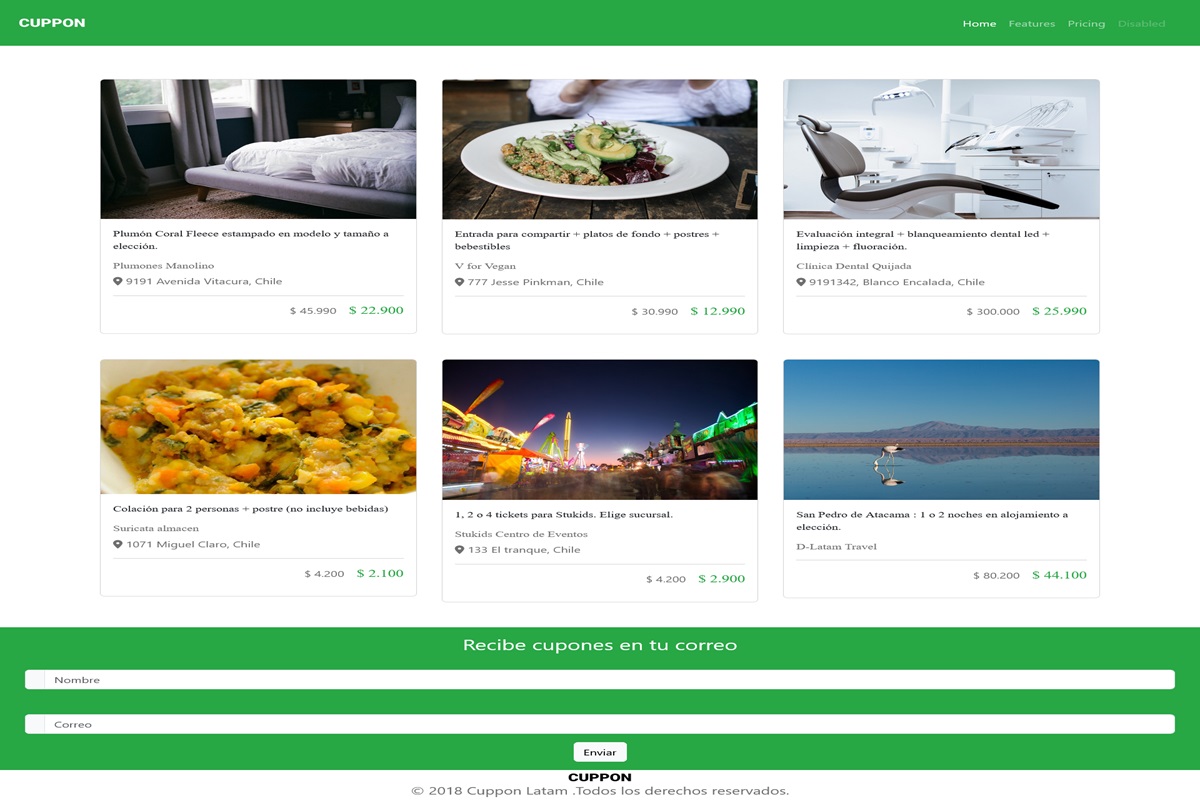 CUPPON
Home Features Pricing Disabled
Plumón Coral Fleece estampado en modelo y tamaño a
elección.
Plumones Manolino
9191 Avenida Vitacura, Chile
$ 45.990 $ 22.900
Entrada para compartir + platos de fondo + postres +
bebestibles
V for Vegan
777 Jesse Pinkman, Chile
$ 30.990 $ 12.990
Evaluación integral + blanqueamiento dental led +
limpieza + fluoración.
Clínica Dental Quijada
9191342, Blanco Encalada, Chile
$ 300.000 $ 25.990
Colación para 2 personas + postre (no incluye bebidas)
Suricata almacen
1071 Miguel Claro, Chile
$ 4.200 $ 2.100
1, 2 o 4 tickets para Stukids. Elige sucursal.
Stukids Centro de Eventos
133 El tranque, Chile
$ 4.200 $ 2.900
San Pedro de Atacama : 1 o 2 noches en alojamiento a
elección.
D-Latam Travel
$ 80.200 $ 44.100
Recibe cupones en tu correo
Nombre
Correo
Enviar
CUPPON
© 2018 Cuppon Latam .Todos los derechos reservados.